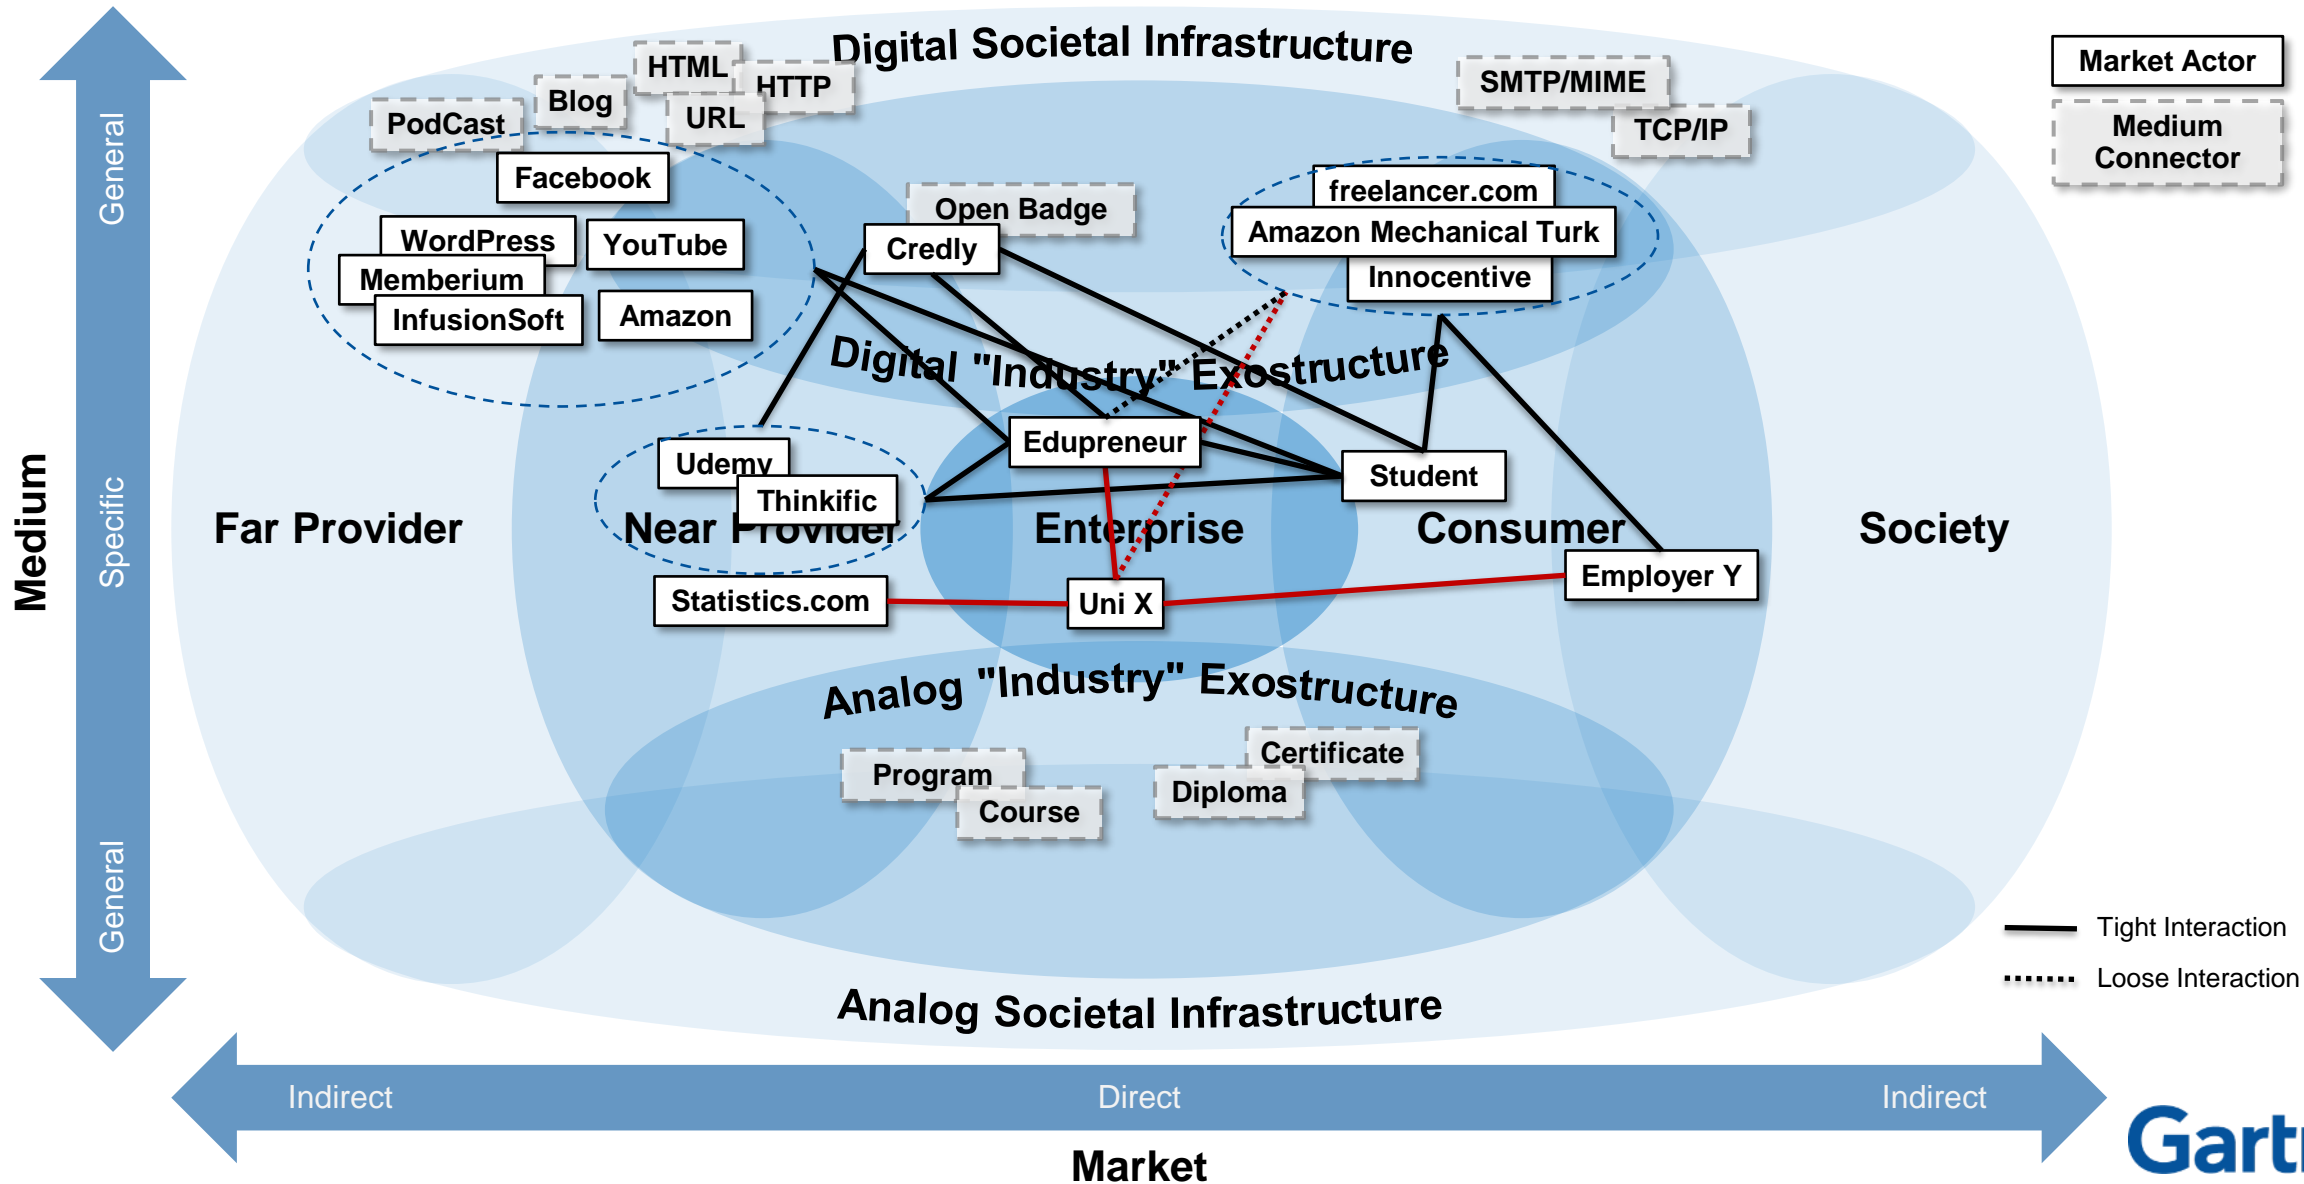 Digital Societal Infrastructure
HTML
HTTP
Blog
URL
PodCast
SMTP/MIME
TCP/IP
Market Actor
Medium
Connector
General
Facebook
WordPress
YouTube
Memberium
InfusionSoft
Amazon
Open Badge
Credly
freelancer.com
Amazon Mechanical Turk
Innocentive
Digital "Industry" Exostructure
Edupreneur
Udemy
Thinkific
Student
Medium
Specific
Far Provider
Near Provider
Enterprise
Consumer
Society
Statistics.com
Uni X
Employer Y
Analog "Industry" Exostructure
Program
Course
Certificate
Diploma
General
Tight Interaction
Loose Interaction
Analog Societal Infrastructure
Indirect
Direct
Indirect
Market